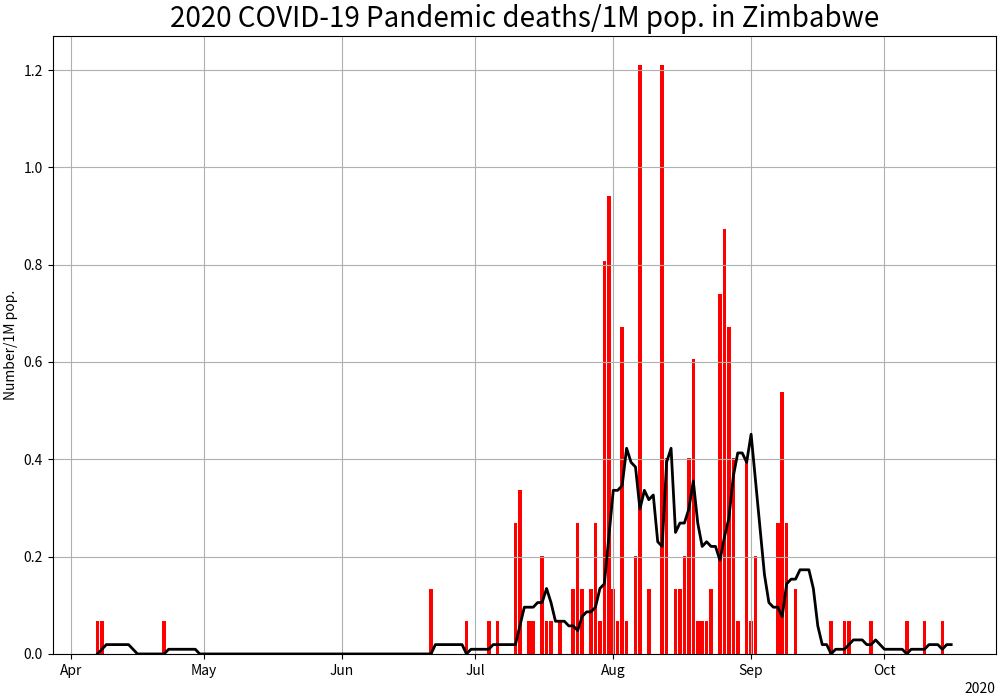 2020 COVID-19 Pandemic deaths/1M pop. in Zimbabwe
Number/1M pop.
1.2
1.0
0.8
0.6
0.4
0.2
0.0
Apr May Jun Jul Aug Sep Oct
2020